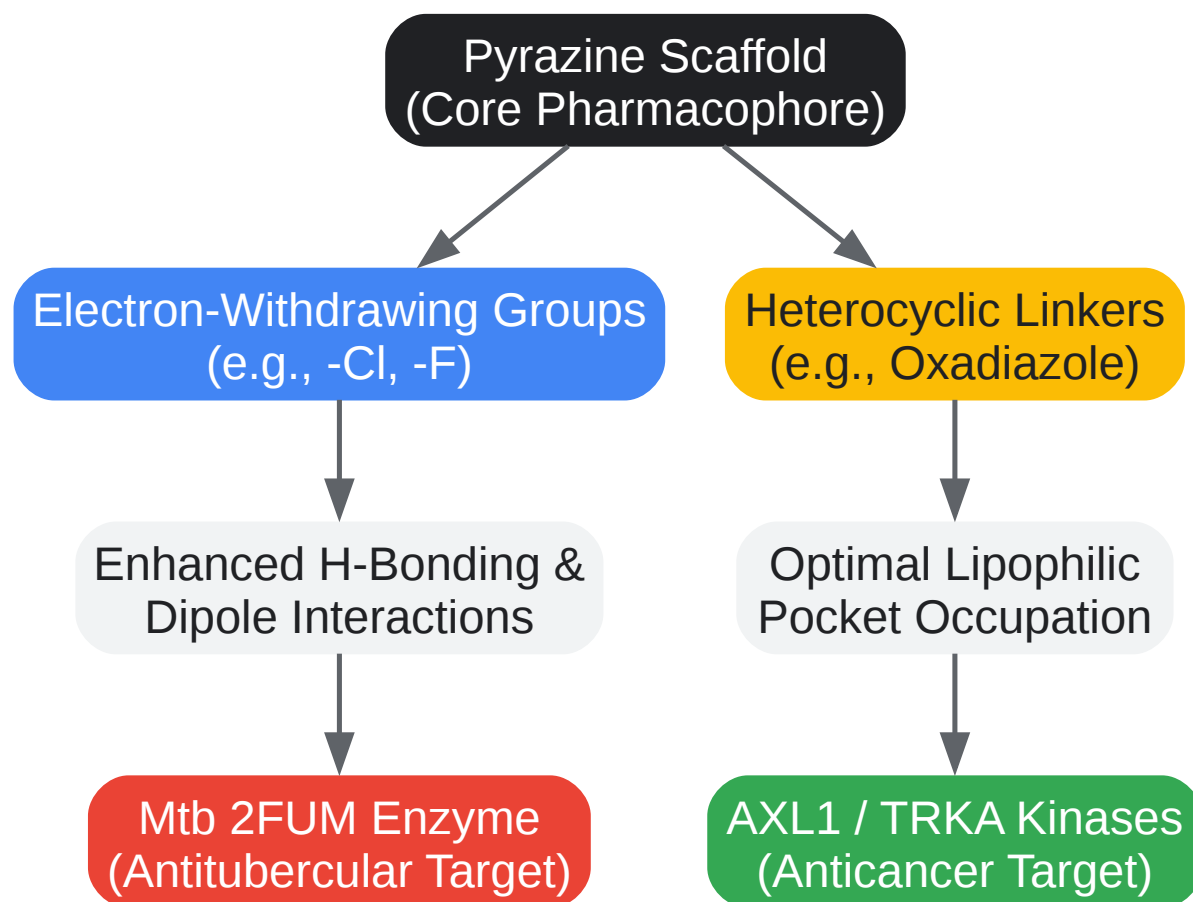 Pyrazine Scaffold
(Core Pharmacophore)
Electron-Withdrawing Groups
(e.g., -Cl, -F)
Heterocyclic Linkers
(e.g., Oxadiazole)
Enhanced H-Bonding &
Dipole Interactions
Optimal Lipophilic
Pocket Occupation
Mtb 2FUM Enzyme
(Antitubercular Target)
AXL1 / TRKA Kinases
(Anticancer Target)